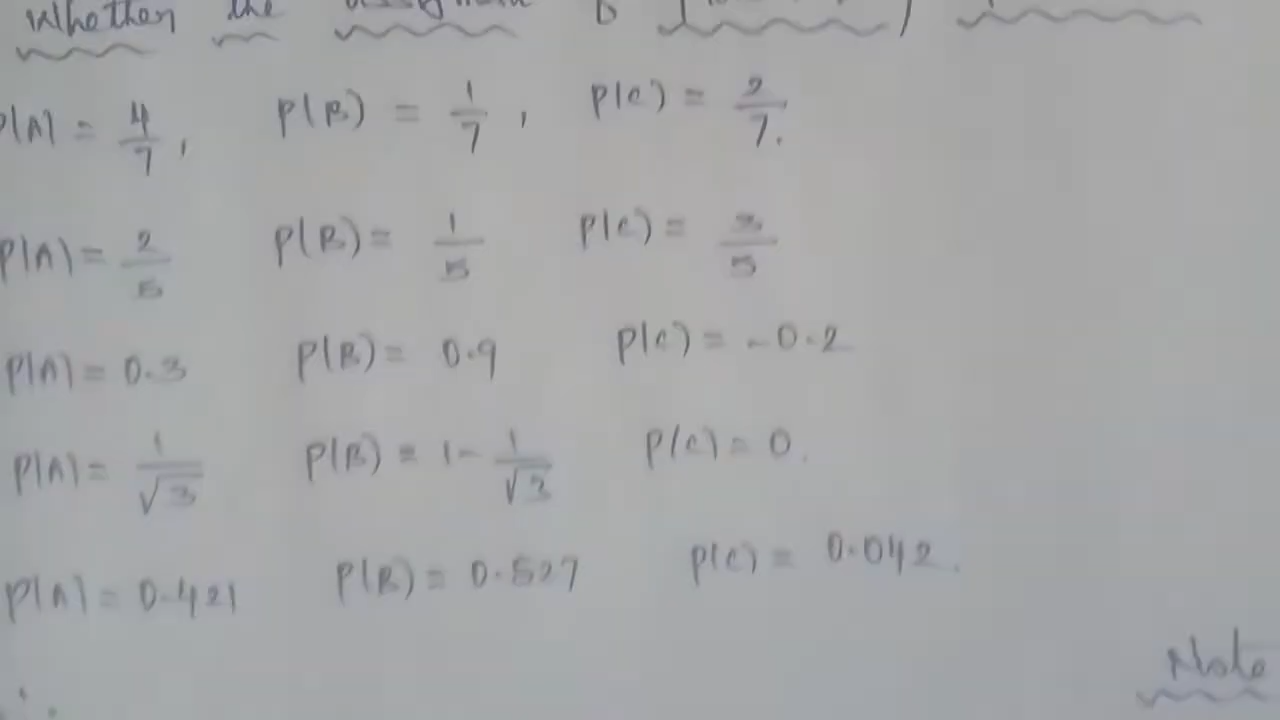 Whether the
P(A) = 4/7, P(B) = 1/7, P(C) = 2/7.
P(A) = 2/5 P(B) = 1/5 P(C) = 3/5
P(A) = 0.3 P(B) = 0.9 P(C) = -0.2
P(A) = 1/√3 P(B) = 1 - 1/√3 P(C) = 0.
P(A) = 0.421 P(B) = 0.527 P(C) = 0.042.
Note
∴